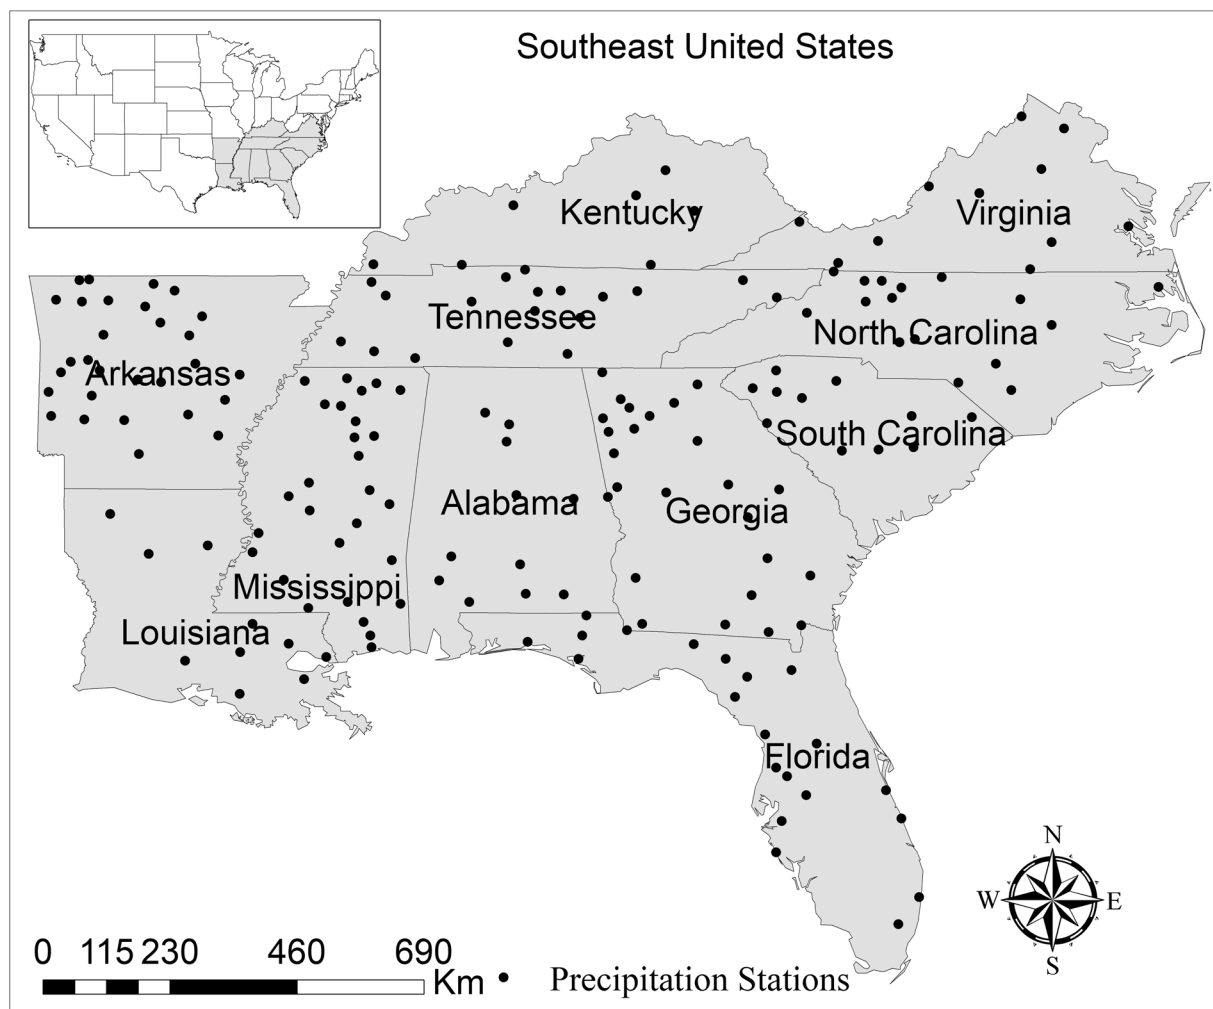 Southeast United States
Kentucky
Virginia
Tennessee
North Carolina
Arkansas
South Carolina
Alabama
Georgia
Mississippi
Louisiana
Florida
N
W E
S
0 115 230 460 690
Km
Precipitation Stations